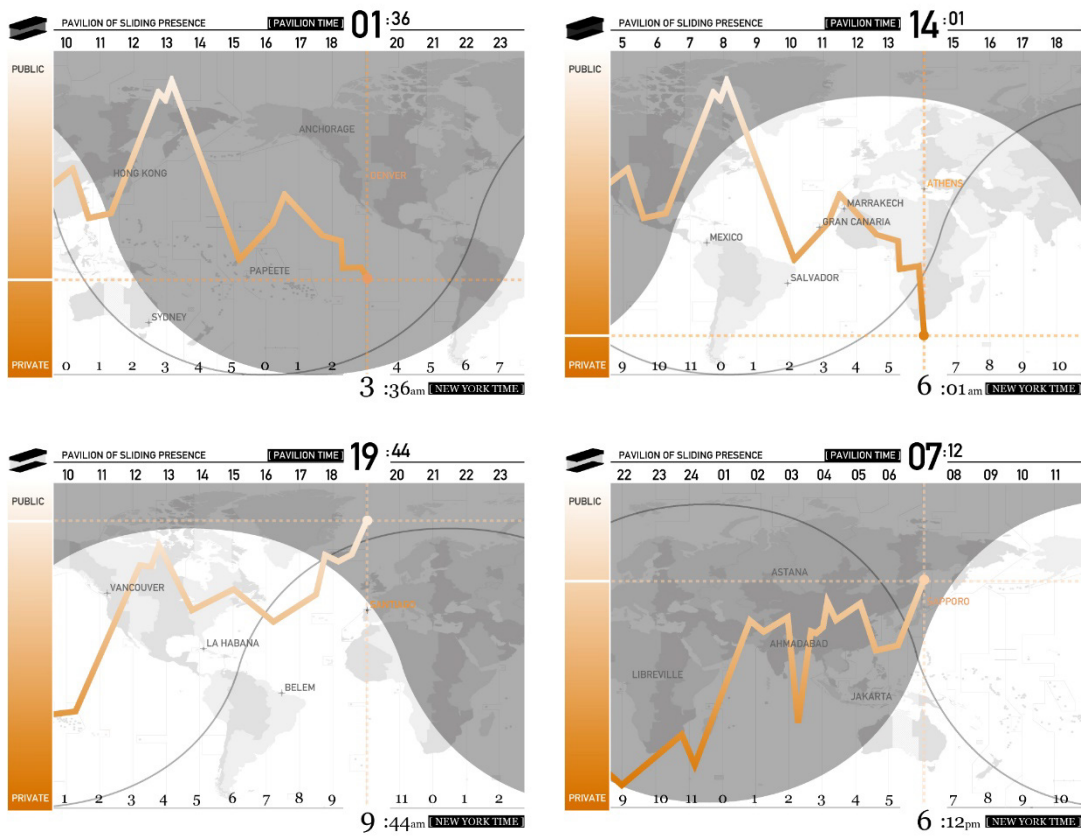 PAVILION OF SLIDING PRESENCE [ PAVILION TIME ] 01 :36
10 11 12 13 15 16 17 18 20 21 22 23
PUBLIC
ANCHORAGE
HONG KONG
DENVER
PAPEETE
SYDNEY
PRIVATE
0 1 2 3 4 5 0 1 2 4 5 6 7
3 :36am [ NEW YORK TIME ]
PAVILION OF SLIDING PRESENCE [ PAVILION TIME ] 14 :01
5 6 7 8 10 11 12 13 15 16 17 18
PUBLIC
ATHENS
MARRAKECH
GRAN CANARIA
MEXICO
SALVADOR
PRIVATE
9 10 11 0 1 2 3 4 5 7 8 9 10
6 :01am [ NEW YORK TIME ]
PAVILION OF SLIDING PRESENCE [ PAVILION TIME ] 19 :44
10 11 12 13 15 16 17 18 20 21 22 23
PUBLIC
VANCOUVER
LA HABANA
BELEM
PRIVATE
1 2 3 4 5 6 7 8 9 11 0 1 2
9 :44am [ NEW YORK TIME ]
PAVILION OF SLIDING PRESENCE [ PAVILION TIME ] 07 :12
22 23 24 01 02 03 04 05 06 08 09 10 11
PUBLIC
ASTANA
SAPPORO
AHMADABAD
LIBREVILLE
JAKARTA
PRIVATE
9 10 11 0 1 2 3 4 5 7 8 9 10
6 :12pm [ NEW YORK TIME ]